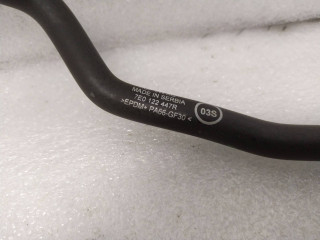 MADE IN SERBIA
7E0 122 447R
>EPDM+ PA66-GF30<
03S